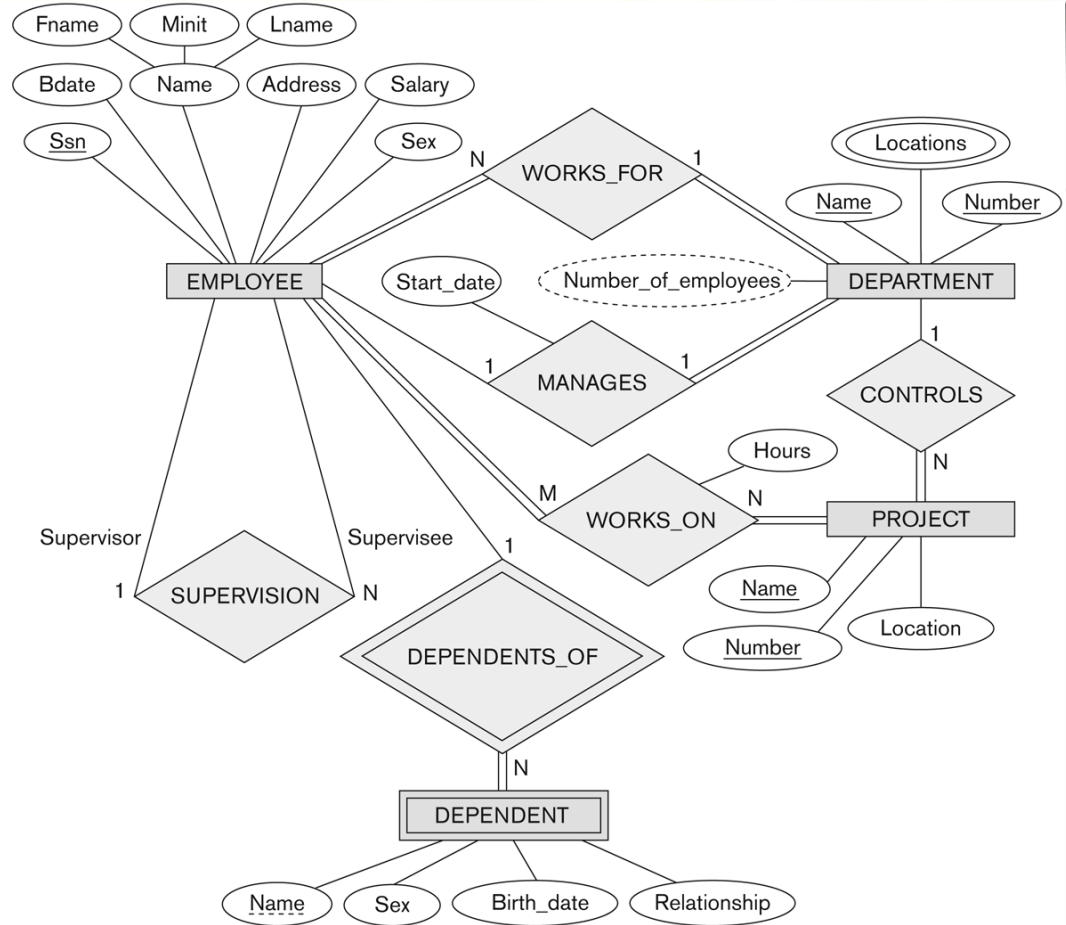 Fname
Minit
Lname
Bdate
Name
Address
Salary
Ssn
Sex
N
WORKS_FOR
1
Locations
Name
Number
EMPLOYEE
Start_date
Number_of_employees
DEPARTMENT
1
MANAGES
1
1
CONTROLS
N
Hours
M
WORKS_ON
N
PROJECT
Supervisor
Supervisee
1
SUPERVISION
N
1
Name
Number
Location
DEPENDENTS_OF
N
DEPENDENT
Name
Sex
Birth_date
Relationship